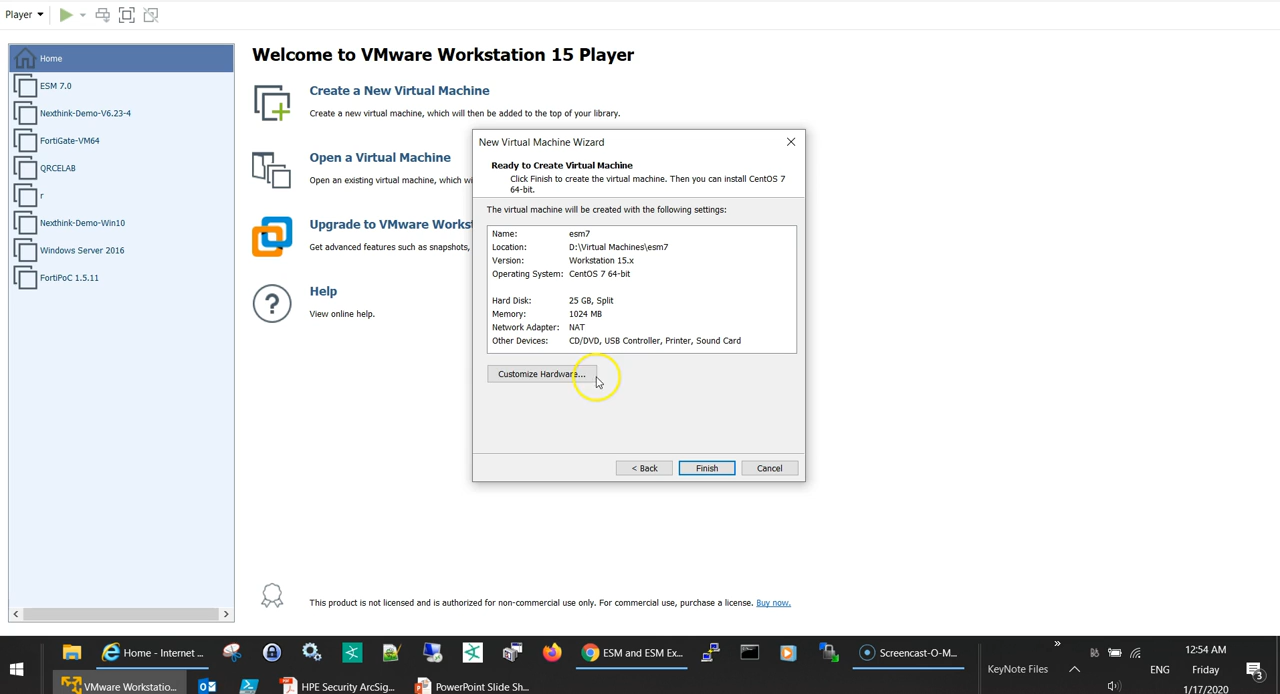 Player
Home
ESM 7.0
Nexthink-Demo-V6.23-4
FortiGate-VM64
QRCELAB
r
Nexthink-Demo-Win10
Windows Server 2016
FortiPoC 1.5.11
Welcome to VMware Workstation 15 Player
Create a New Virtual Machine
Create a new virtual machine, which will then be added to the top of your library.
Open a Virtual Machine
Open an existing virtual machine, which wi
Upgrade to VMware Works
Get advanced features such as snapshots,
Help
View online help.
This product is not licensed and is authorized for non-commercial use only. For commercial use, purchase a license. Buy now.
New Virtual Machine Wizard
Ready to Create Virtual Machine
Click Finish to create the virtual machine. Then you can install CentOS 7
64-bit.
The virtual machine will be created with the following settings:
Name: esm7
Location: D:\Virtual Machines\esm7
Version: Workstation 15.x
Operating System: CentOS 7 64-bit
Hard Disk: 25 GB, Split
Memory: 1024 MB
Network Adapter: NAT
Other Devices: CD/DVD, USB Controller, Printer, Sound Card
Customize Hardware...
< Back Finish Cancel
Home - Internet ... ESM and ESM Ex... Screencast-O-M...
VMware Workstatio... HPE Security ArcSig... PowerPoint Slide Sh...
KeyNote Files
ENG
12:54 AM
Friday
1/17/2020
3